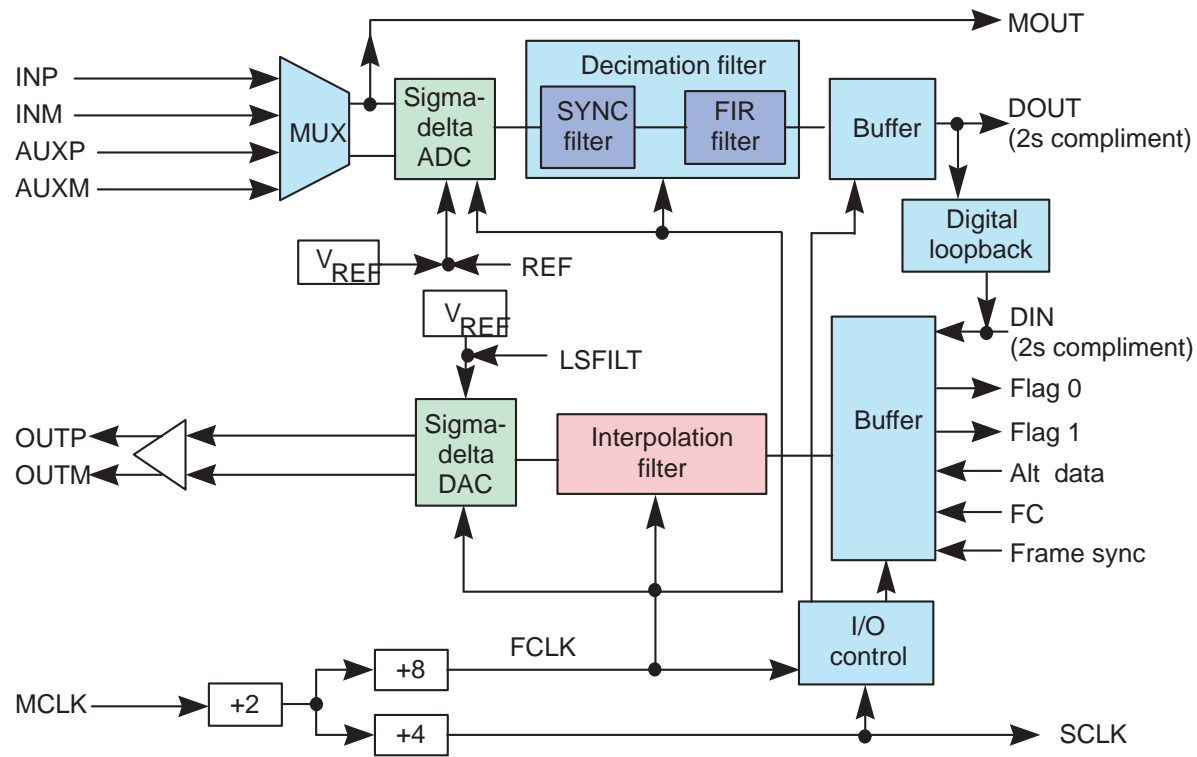 MOUT
INP
INM
AUXP
AUXM
MUX
Sigma-
delta
ADC
Decimation filter
SYNC
filter
FIR
filter
Buffer
DOUT
(2s compliment)
Digital
loopback
VREF
REF
VREF
LSFILT
DIN
(2s compliment)
Flag 0
Flag 1
Alt data
FC
Frame sync
Buffer
OUTP
OUTM
Sigma-
delta
DAC
Interpolation
filter
I/O
control
MCLK
+2
+8
FCLK
+4
SCLK